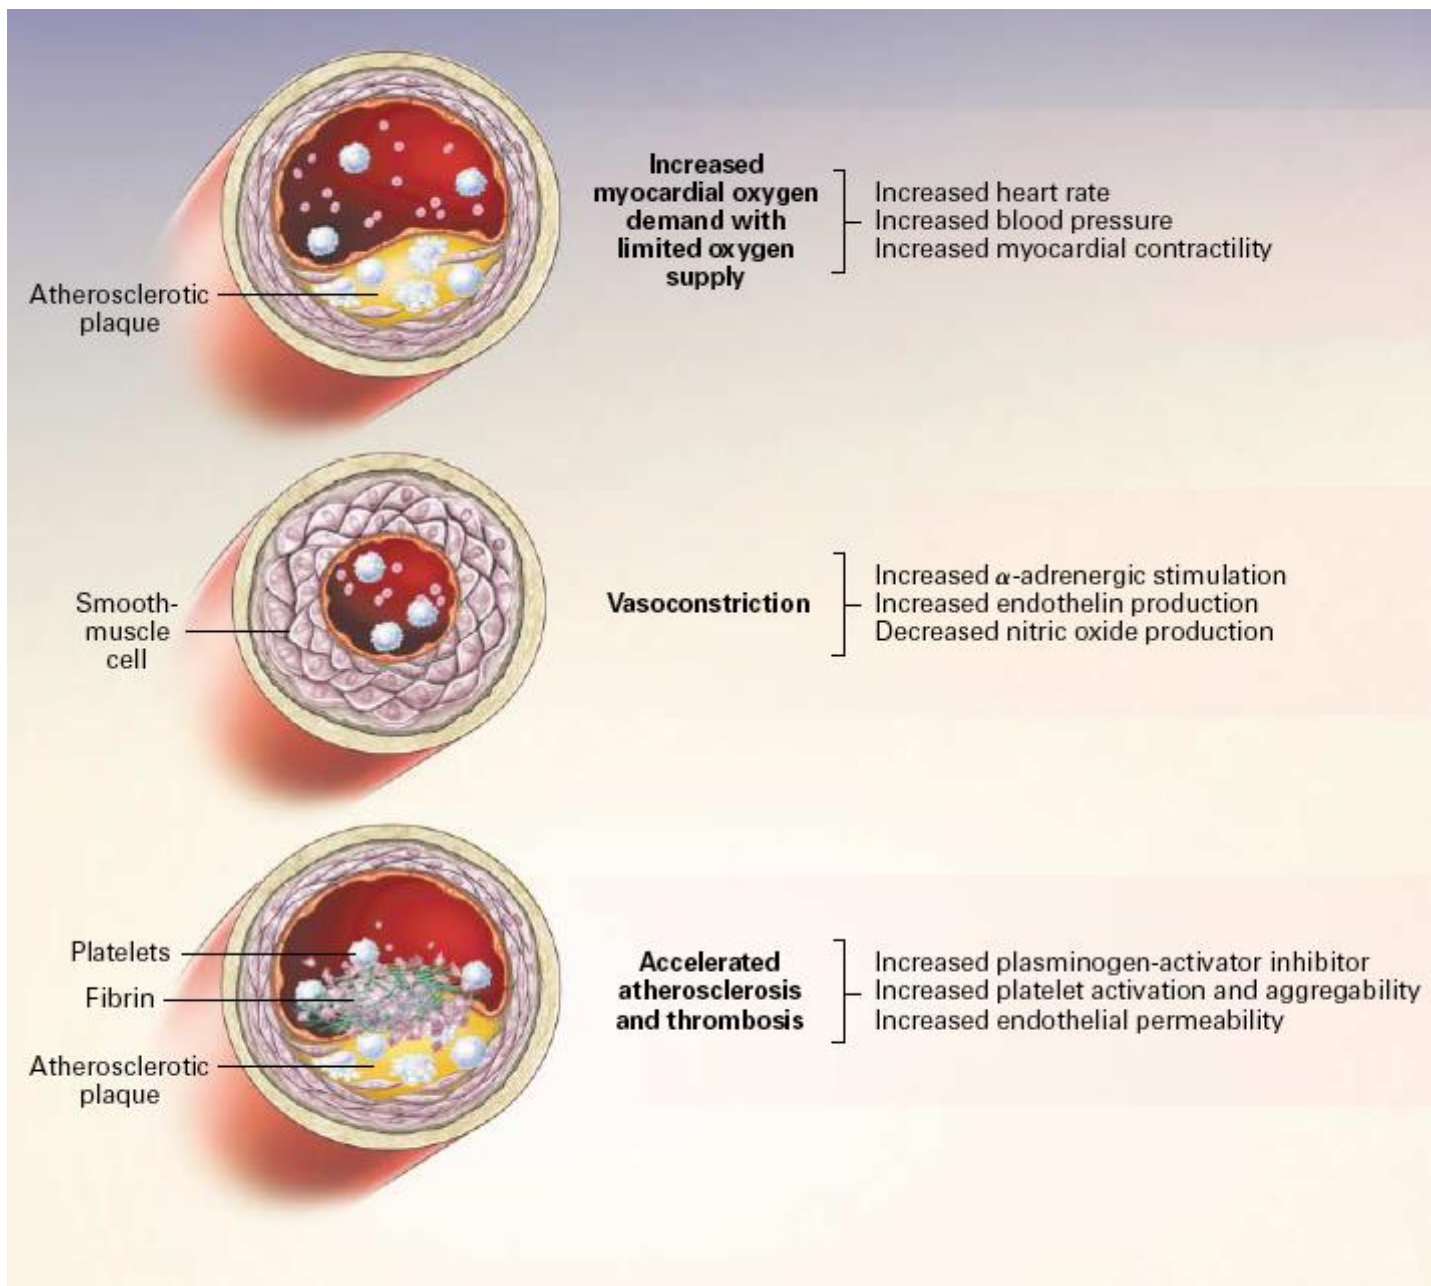 Increased
myocardial oxygen
demand with
limited oxygen
supply
Increased heart rate
Increased blood pressure
Increased myocardial contractility
Atherosclerotic
plaque
Smooth-
muscle
cell
Vasoconstriction
Increased α-adrenergic stimulation
Increased endothelin production
Decreased nitric oxide production
Platelets
Fibrin
Atherosclerotic
plaque
Accelerated
atherosclerosis
and thrombosis
Increased plasminogen-activator inhibitor
Increased platelet activation and aggregability
Increased endothelial permeability